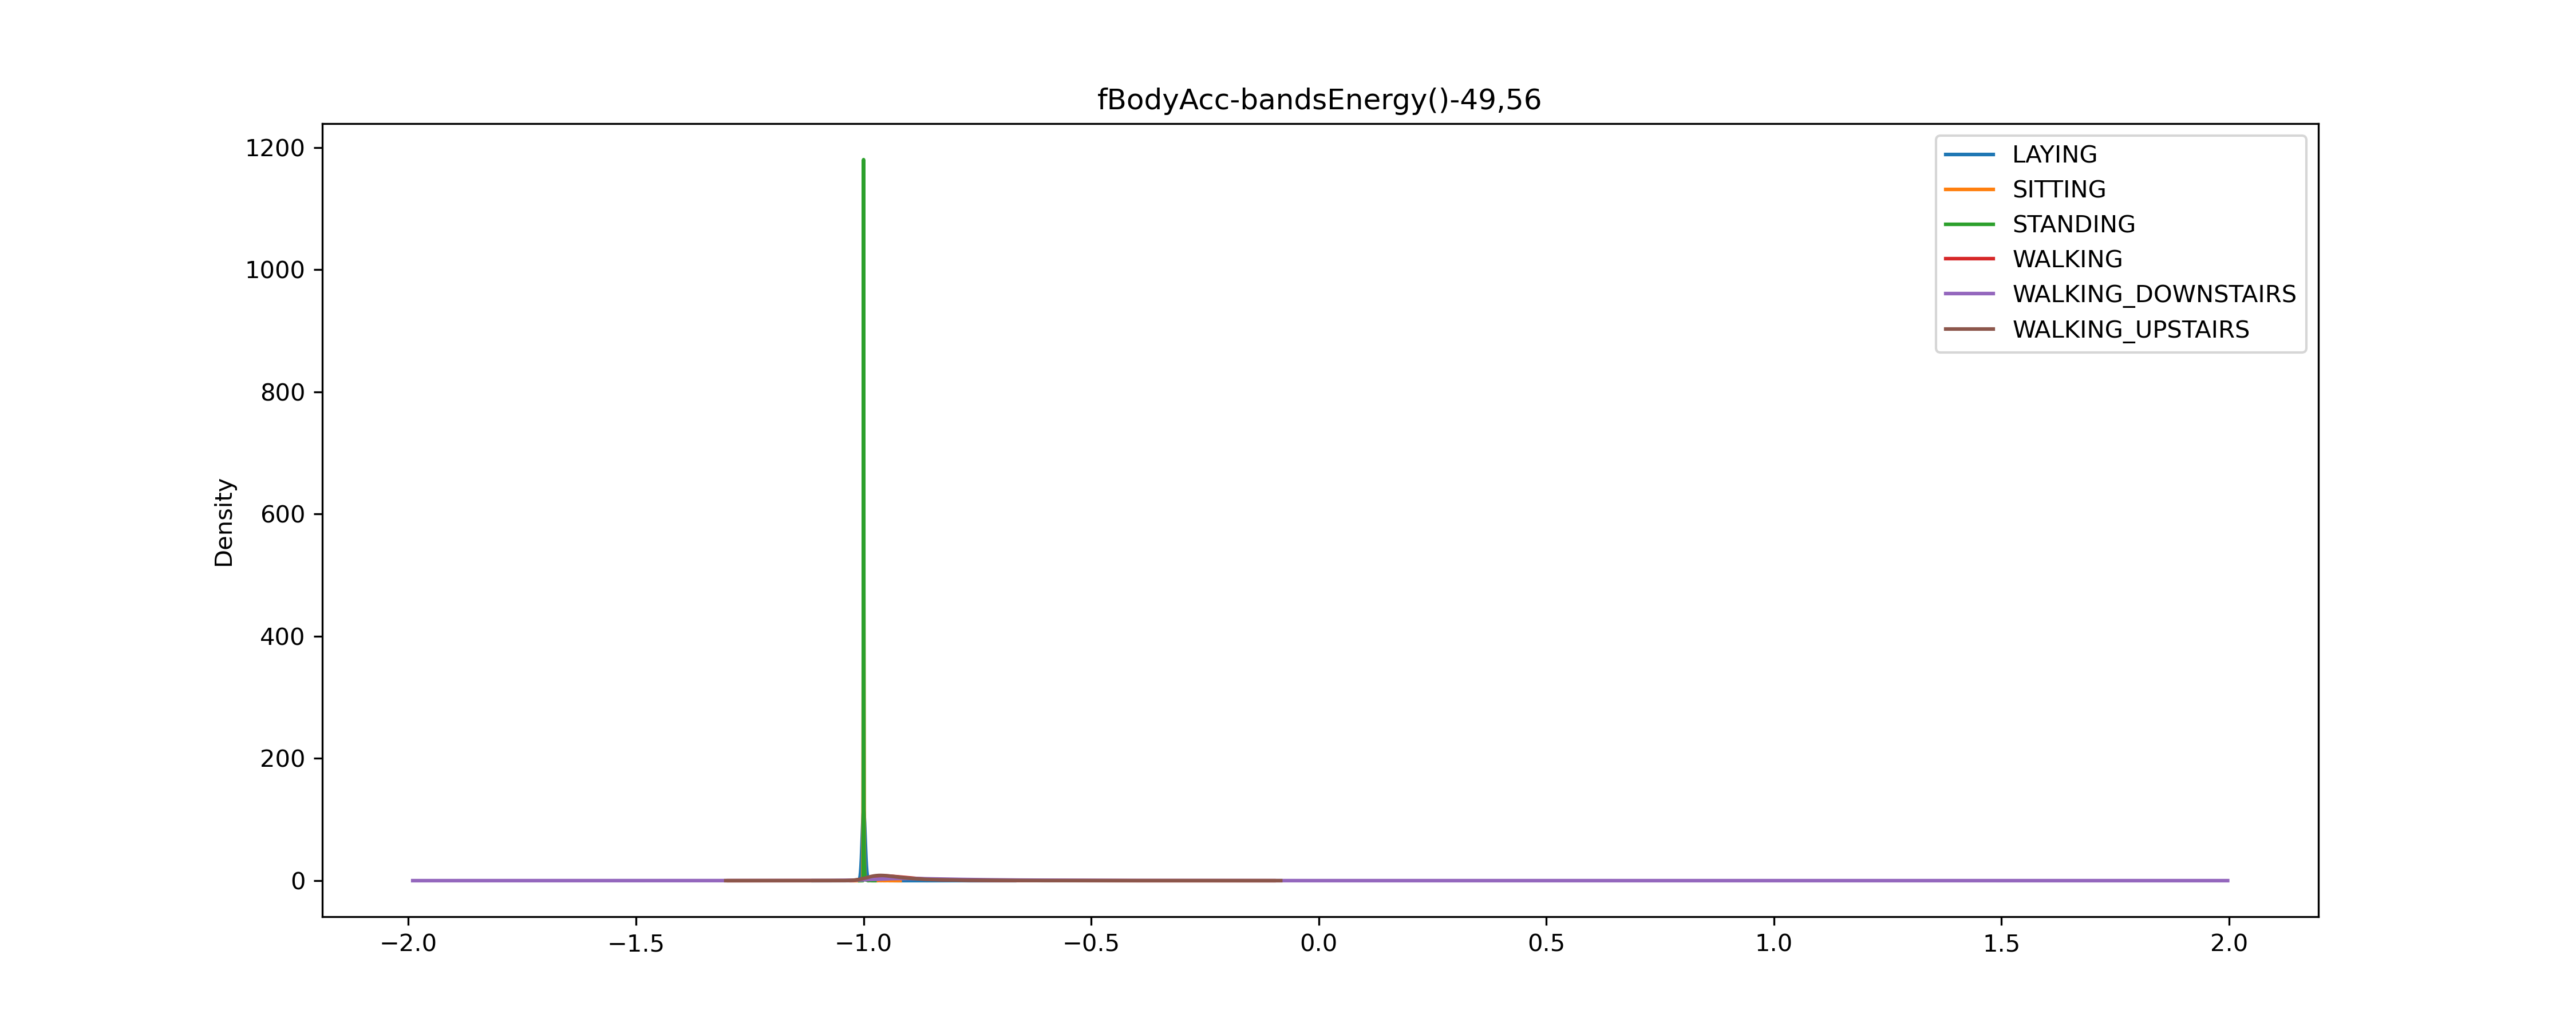 fBodyAcc-bandsEnergy()-49,56
1200
1000
800
600
400
200
0
Density
−2.0
−1.5
−1.0
−0.5
0.0
0.5
1.0
1.5
2.0
LAYING
SITTING
STANDING
WALKING
WALKING_DOWNSTAIRS
WALKING_UPSTAIRS